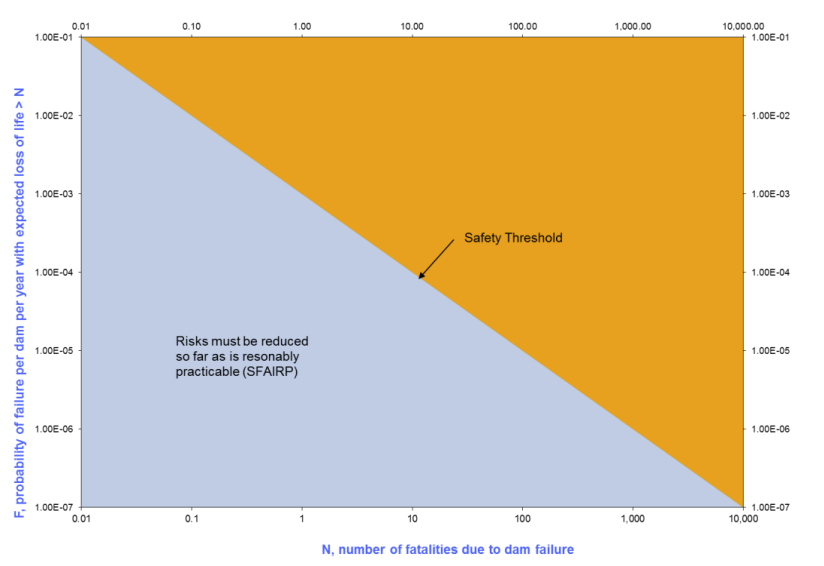 0.01 0.10 1.00 10.00 100.00 1,000.00 10,000.00
1.00E-01 1.00E-01
1.00E-02 1.00E-02
1.00E-03 1.00E-03
Safety Threshold
1.00E-04 1.00E-04
Risks must be reduced
so far as is resonably
practicable (SFAIRP)
1.00E-05 1.00E-05
1.00E-06 1.00E-06
1.00E-07 1.00E-07
0.01 0.1 1 10 100 1,000 10,000
F, probability of failure per dam per year with expected loss of life > N
N, number of fatalities due to dam failure